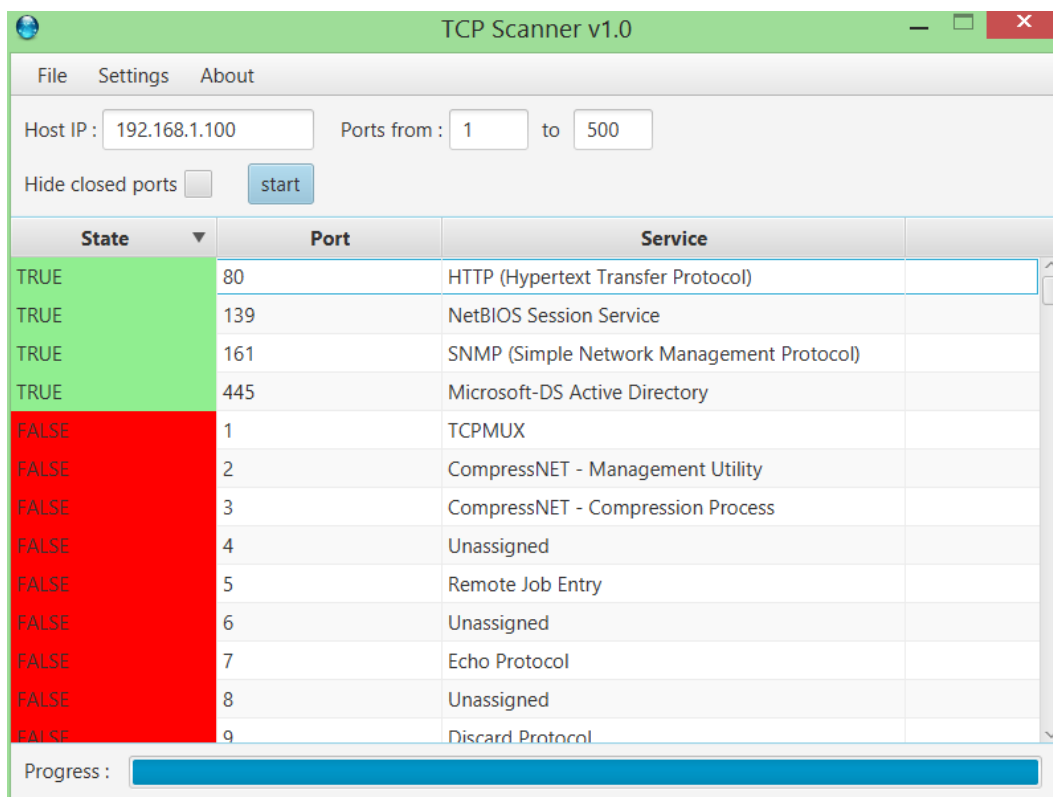 TCP Scanner v1.0
File Settings About
Host IP : 192.168.1.100 Ports from : 1 to 500
Hide closed ports start
State Port Service
TRUE 80 HTTP (Hypertext Transfer Protocol)
TRUE 139 NetBIOS Session Service
TRUE 161 SNMP (Simple Network Management Protocol)
TRUE 445 Microsoft-DS Active Directory
FALSE 1 TCPMUX
FALSE 2 CompressNET - Management Utility
FALSE 3 CompressNET - Compression Process
FALSE 4 Unassigned
FALSE 5 Remote Job Entry
FALSE 6 Unassigned
FALSE 7 Echo Protocol
FALSE 8 Unassigned
FALSE 9 Discard Protocol
Progress :